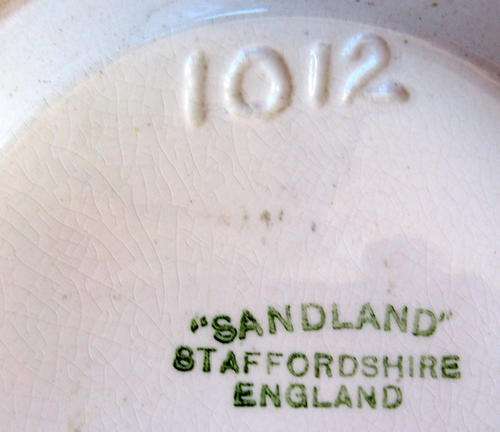 1012
"SANDLAND"
STAFFORDSHIRE
ENGLAND